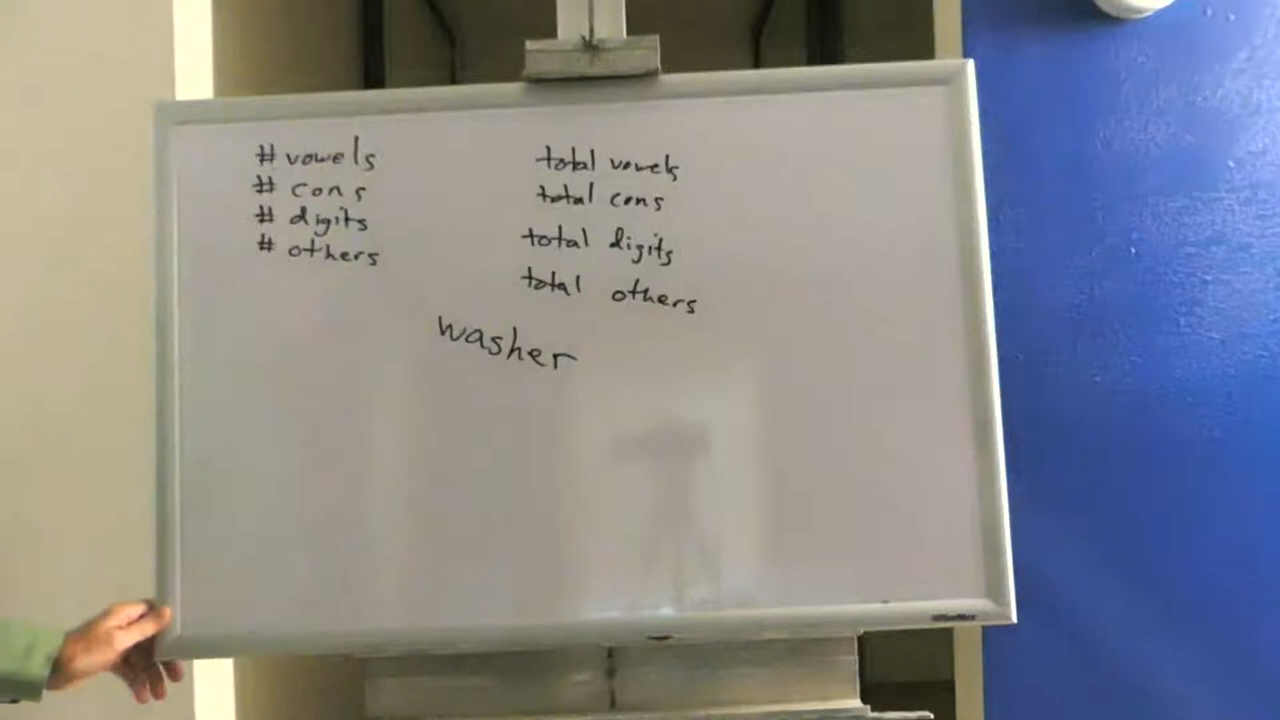 # vowels
# cons
# digits
# others
total vowels
total cons
total digits
total others
washer